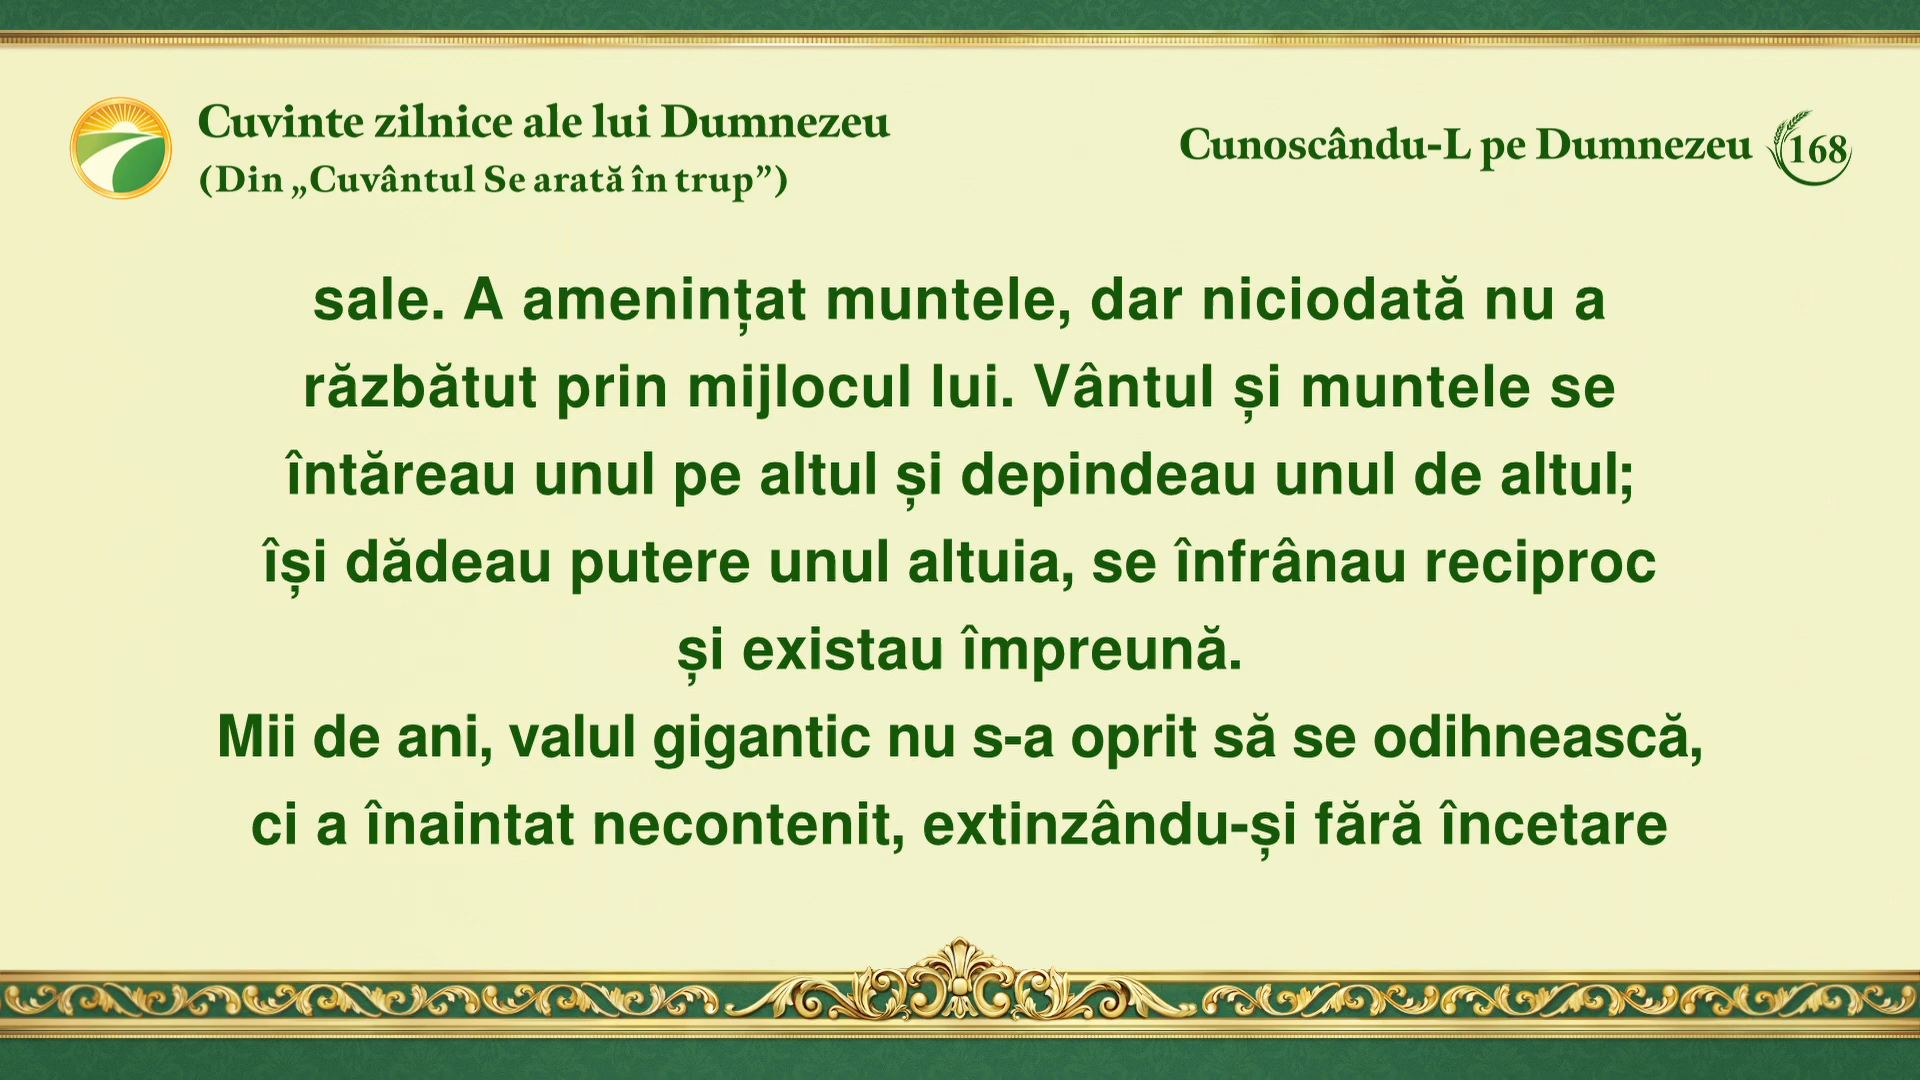 Cuvinte zilnice ale lui Dumnezeu
(Din „Cuvântul Se arată în trup”)
Cunoscându-L pe Dumnezeu 168
sale. A amenințat muntele, dar niciodată nu a
răzbătut prin mijlocul lui. Vântul și muntele se
întăreau unul pe altul și depindeau unul de altul;
își dădeau putere unul altuia, se înfrânau reciproc
și existau împreună.
Mii de ani, valul gigantic nu s-a oprit să se odihnească,
ci a înaintat necontenit, extinzându-și fără încetare